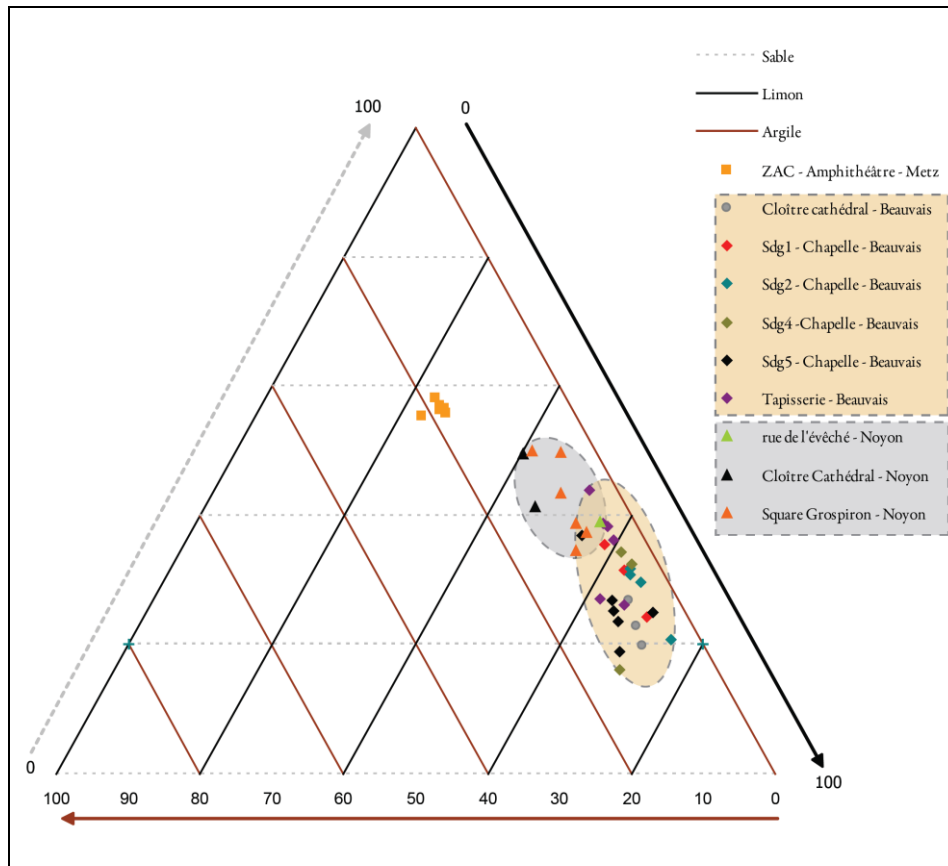 Sable
Limon
Argile
ZAC - Amphithéâtre - Metz
Cloître cathédral - Beauvais
Sdg1 - Chapelle - Beauvais
Sdg2 - Chapelle - Beauvais
Sdg4 -Chapelle - Beauvais
Sdg5 - Chapelle - Beauvais
Tapisserie - Beauvais
rue de l'évêché - Noyon
Cloître Cathédral - Noyon
Square Grospiron - Noyon
100
0
0
100
100 90 80 70 60 50 40 30 20 10 0